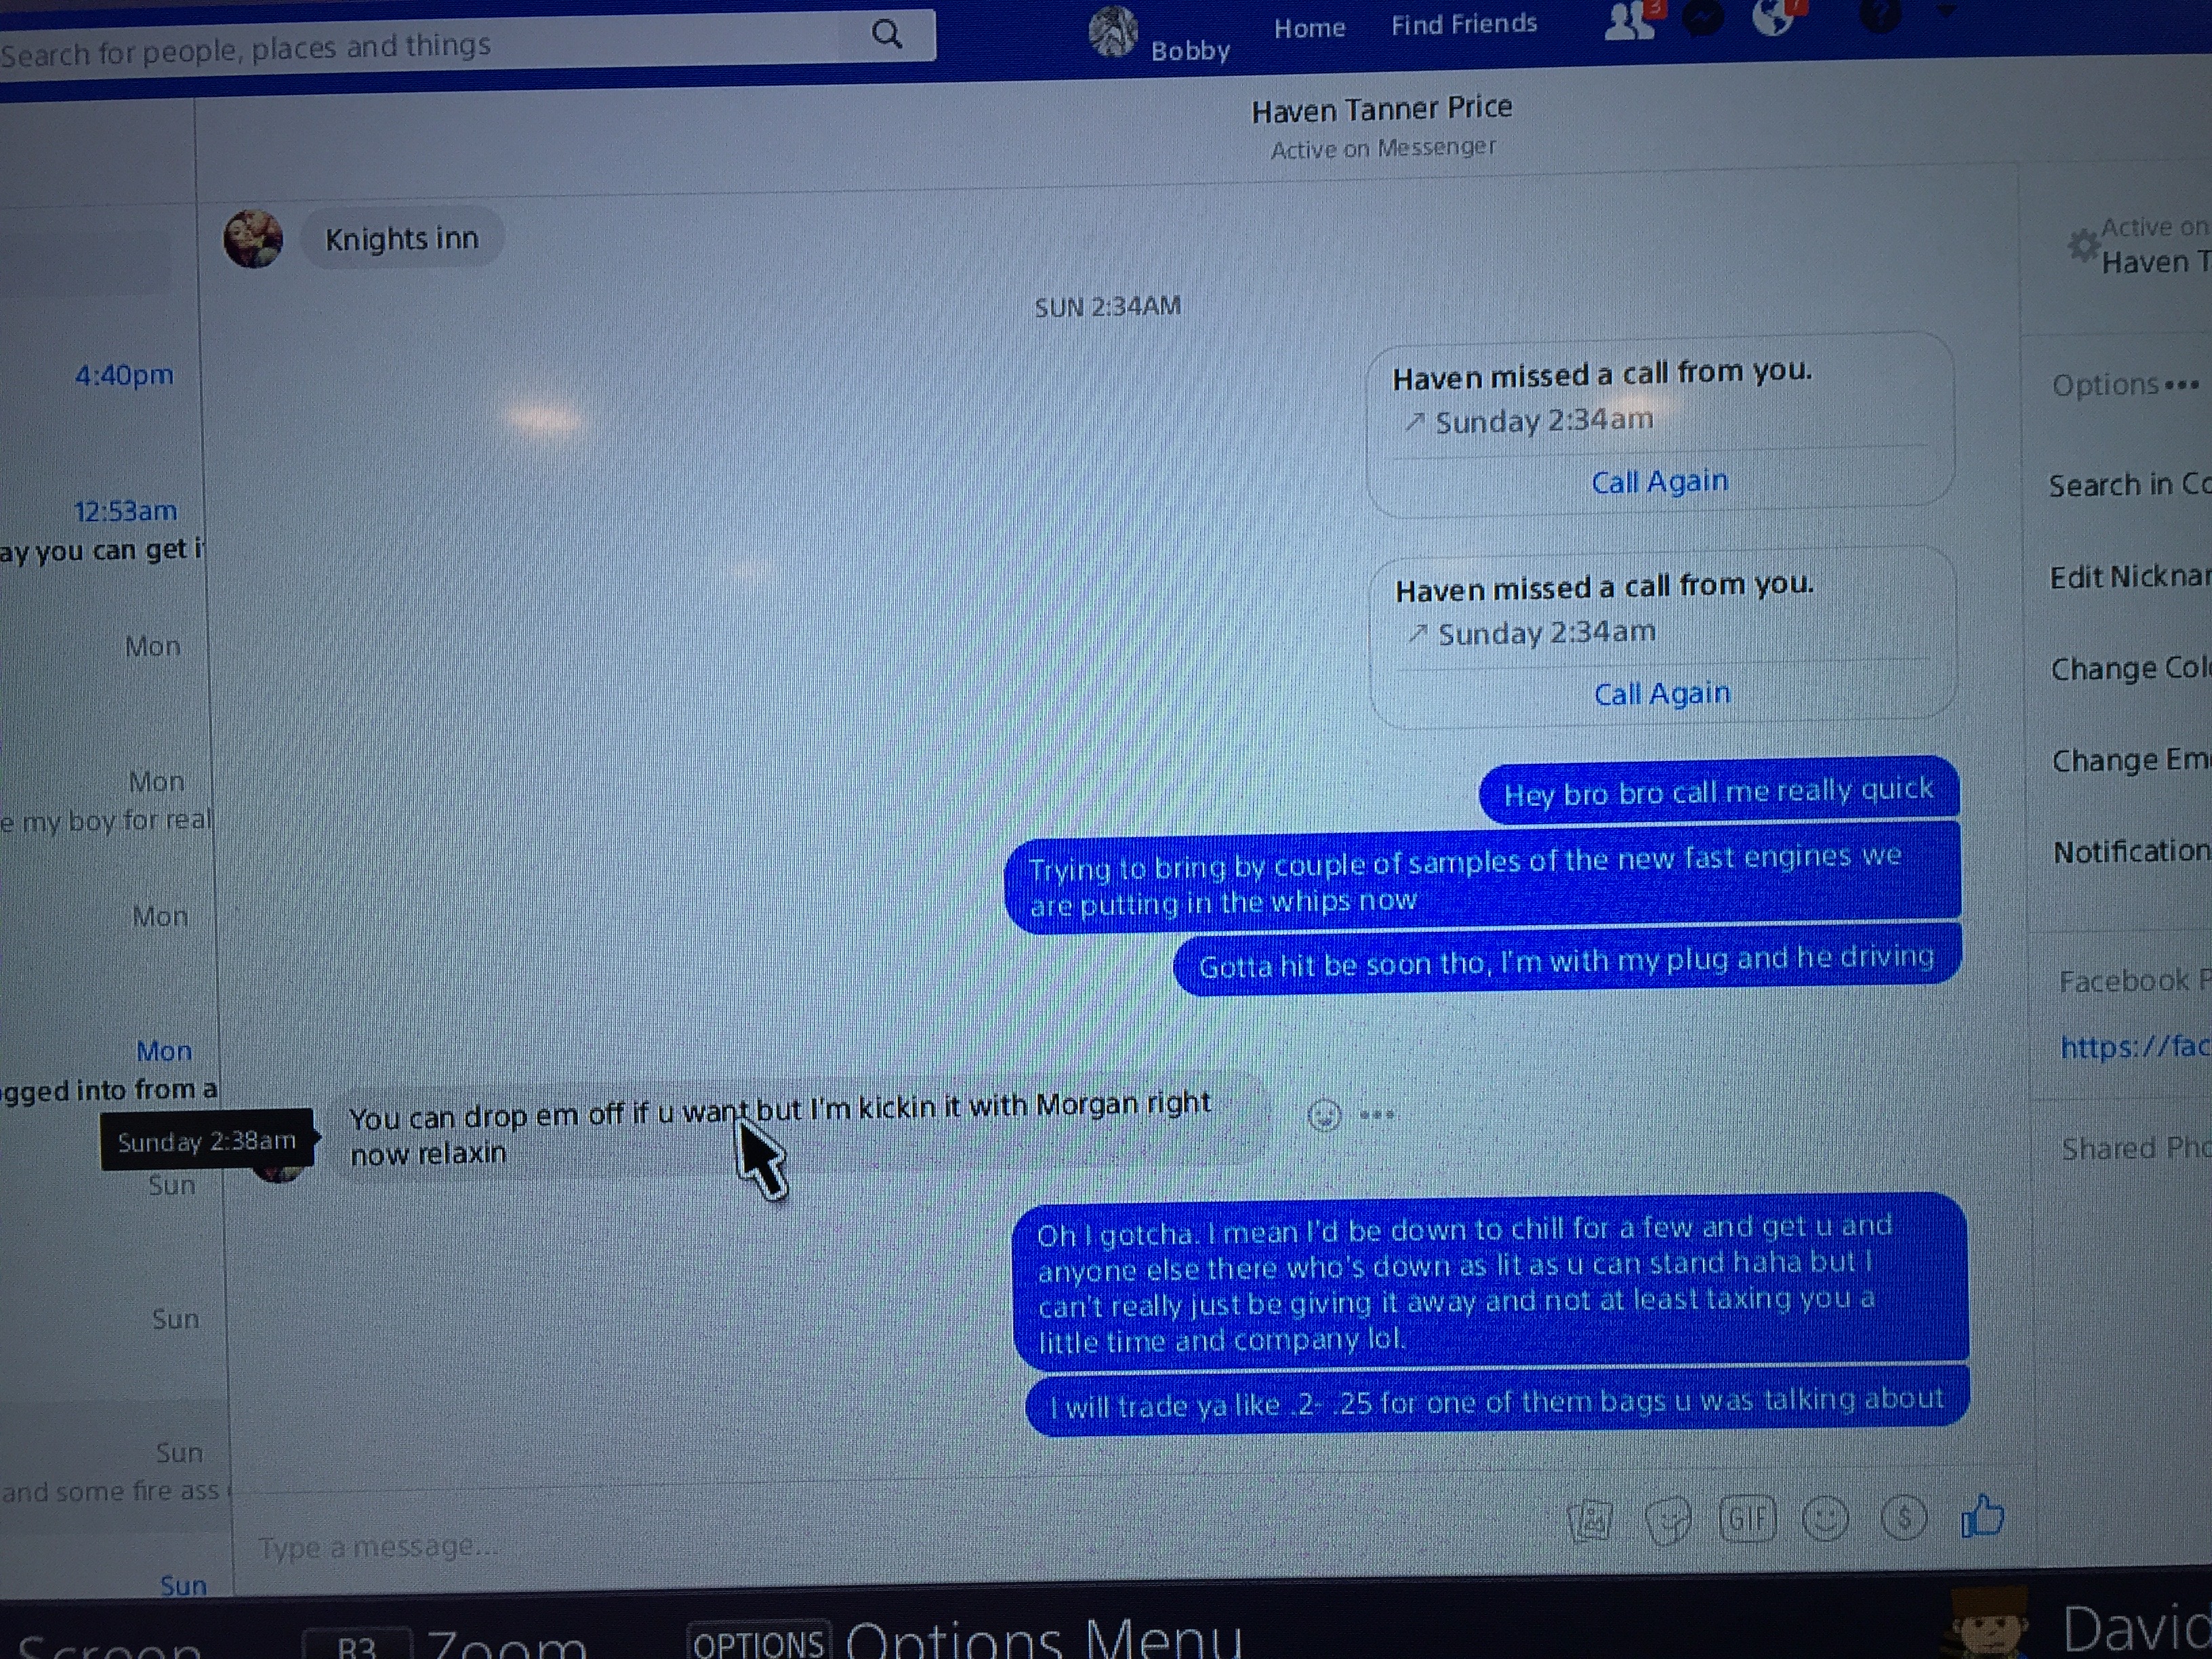 Search for people, places and things
Bobby
Home
Find Friends
3
Haven Tanner Price
Active on Messenger
Knights inn
SUN 2:34AM
Haven missed a call from you.
↗ Sunday 2:34am
Call Again
Haven missed a call from you.
↗ Sunday 2:34am
Call Again
Hey bro bro call me really quick
Trying to bring by couple of samples of the new fast engines we
are putting in the whips now
Gotta hit be soon tho, I'm with my plug and he driving
You can drop em off if u want but I'm kickin it with Morgan right
now relaxin
Sunday 2:38am
Oh I gotcha. I mean I'd be down to chill for a few and get u and
anyone else there who's down as lit as u can stand haha but I
can't really just be giving it away and not at least taxing you a
little time and company lol.
I will trade ya like .2- .25 for one of them bags u was talking about
Type a message...
GIF
$
4:40pm
12:53am
ay you can get i
Mon
Mon
e my boy for real
Mon
Mon
gged into from a
Sun
Sun
Sun
and some fire ass
Sun
Active on
Haven T
Options •••
Search in Co
Edit Nicknam
Change Colo
Change Em
Notification
Facebook P
https://fac
Shared Pho
Screen
R3 Zoom
OPTIONS Options Menu
David